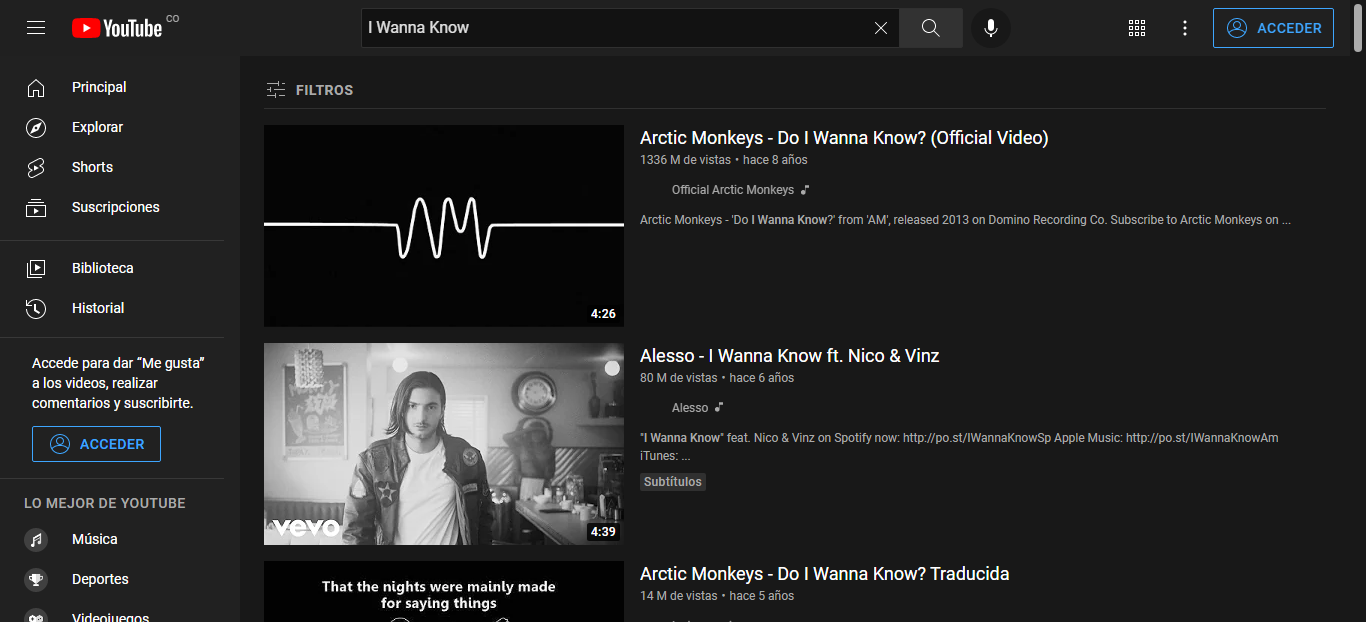 YouTube CO
I Wanna Know
ACCEDER
Principal
Explorar
Shorts
Suscripciones
Biblioteca
Historial
Accede para dar “Me gusta”
a los videos, realizar
comentarios y suscribirte.
ACCEDER
LO MEJOR DE YOUTUBE
Música
Deportes
Videojuegos
FILTROS
4:26
Arctic Monkeys - Do I Wanna Know? (Official Video)
1336 M de vistas • hace 8 años
Official Arctic Monkeys
Arctic Monkeys - 'Do I Wanna Know?' from 'AM', released 2013 on Domino Recording Co. Subscribe to Arctic Monkeys on ...
vevo
4:39
Alesso - I Wanna Know ft. Nico & Vinz
80 M de vistas • hace 6 años
Alesso
"I Wanna Know" feat. Nico & Vinz on Spotify now: http://po.st/IWannaKnowSp Apple Music: http://po.st/IWannaKnowAm
iTunes: ...
Subtítulos
That the nights were mainly made
for saying things
Arctic Monkeys - Do I Wanna Know? Traducida
14 M de vistas • hace 5 años